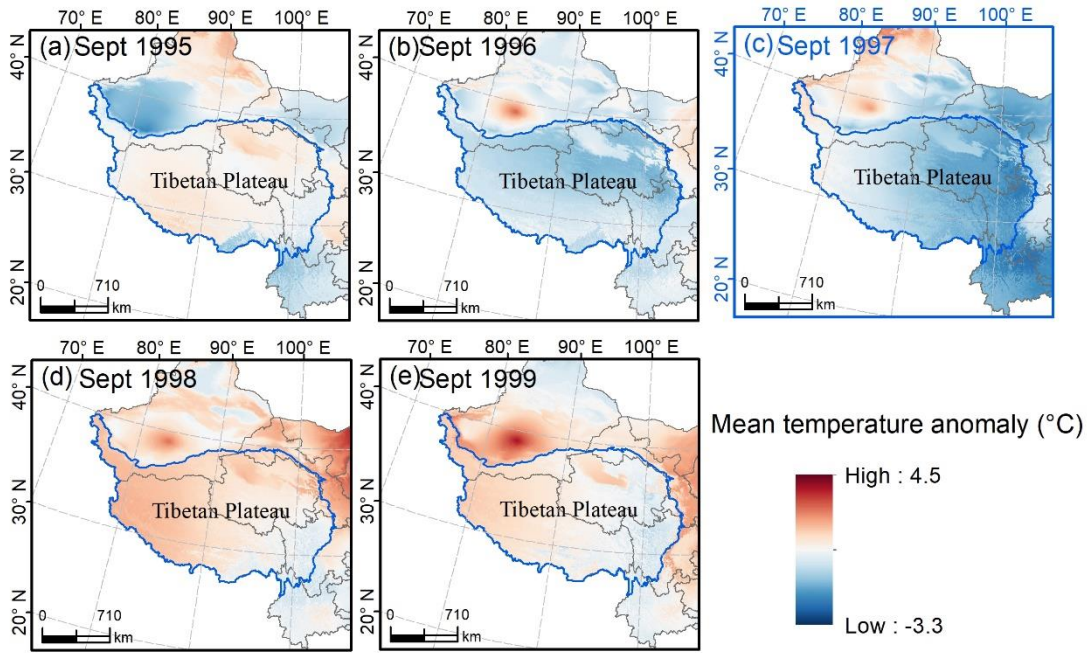 70° E 80° E 90° E 100° E
70° E 80° E 90° E 100° E
70° E 80° E 90° E 100° E
(a) Sept 1995
(b) Sept 1996
(c) Sept 1997
40° N
40° N
40° N
30° N
30° N
30° N
20° N
20° N
20° N
Tibetan Plateau
Tibetan Plateau
Tibetan Plateau
0 710
km
0 710
km
0 710
km
70° E 80° E 90° E 100° E
70° E 80° E 90° E 100° E
(d) Sept 1998
(e) Sept 1999
40° N
40° N
30° N
30° N
20° N
20° N
Tibetan Plateau
Tibetan Plateau
0 710
km
0 710
km
Mean temperature anomaly (°C)
High : 4.5
Low : -3.3